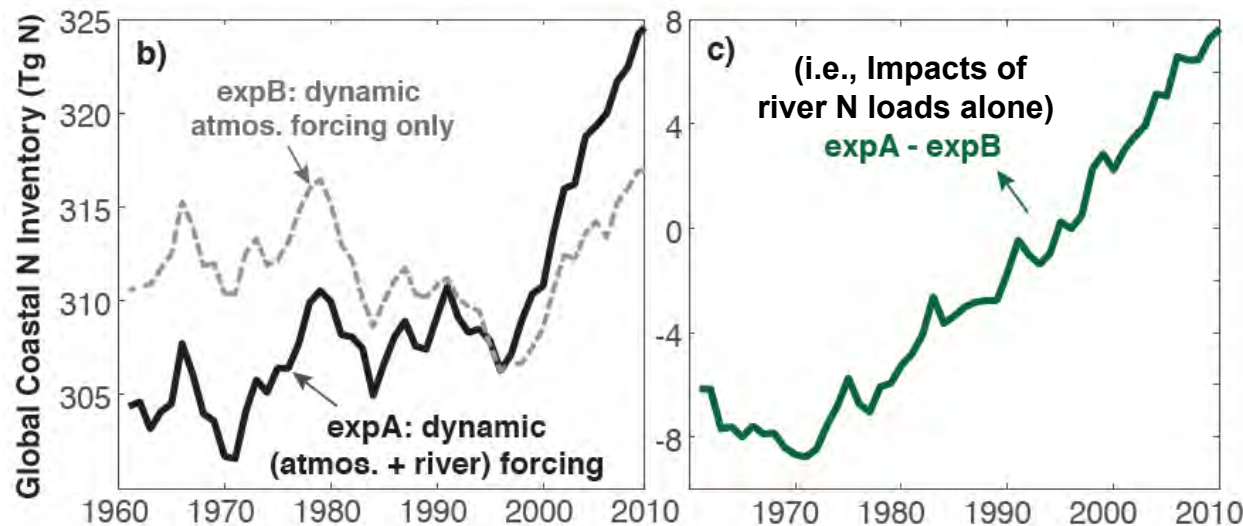 Global Coastal N Inventory (Tg N)
325
320
315
310
305
b)
expB: dynamic
atmos. forcing only
expA: dynamic
(atmos. + river) forcing
1960 1970 1980 1990 2000 2010
8
4
0
-4
-8
c)
(i.e., Impacts of
river N loads alone)
expA - expB
1970 1980 1990 2000 2010